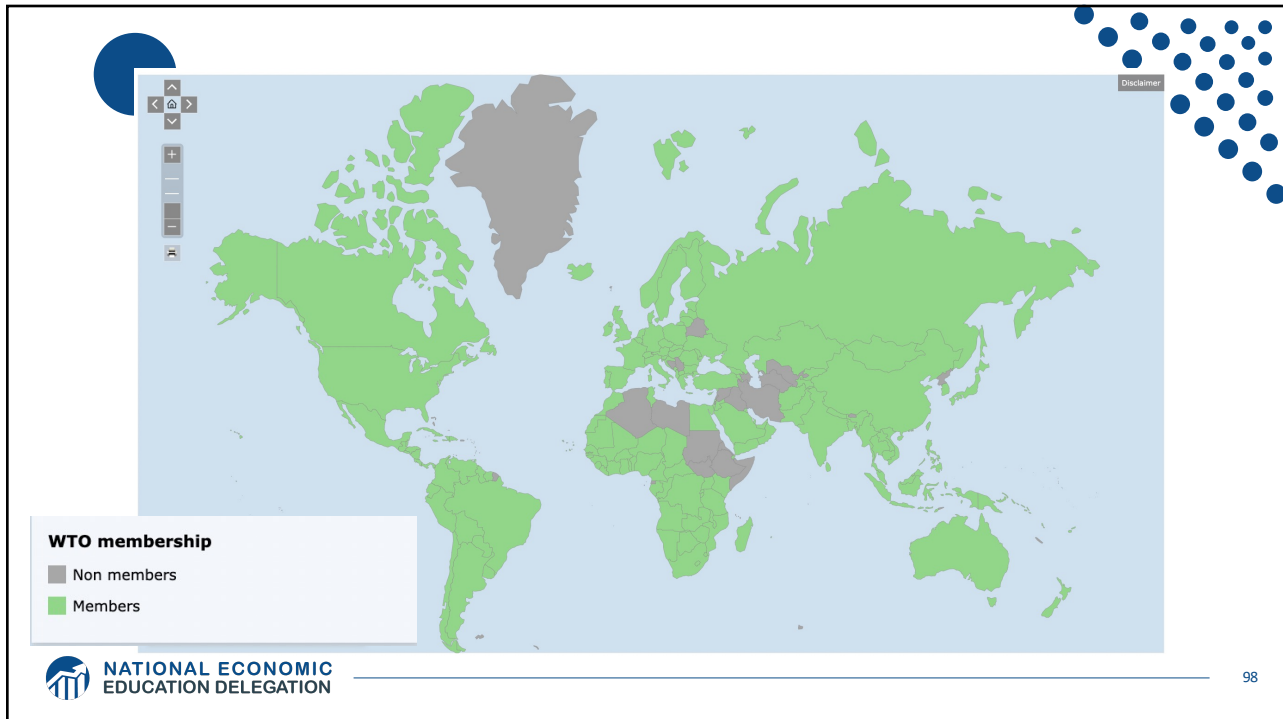 Disclaimer
WTO membership
Non members
Members
NATIONAL ECONOMIC
EDUCATION DELEGATION
98